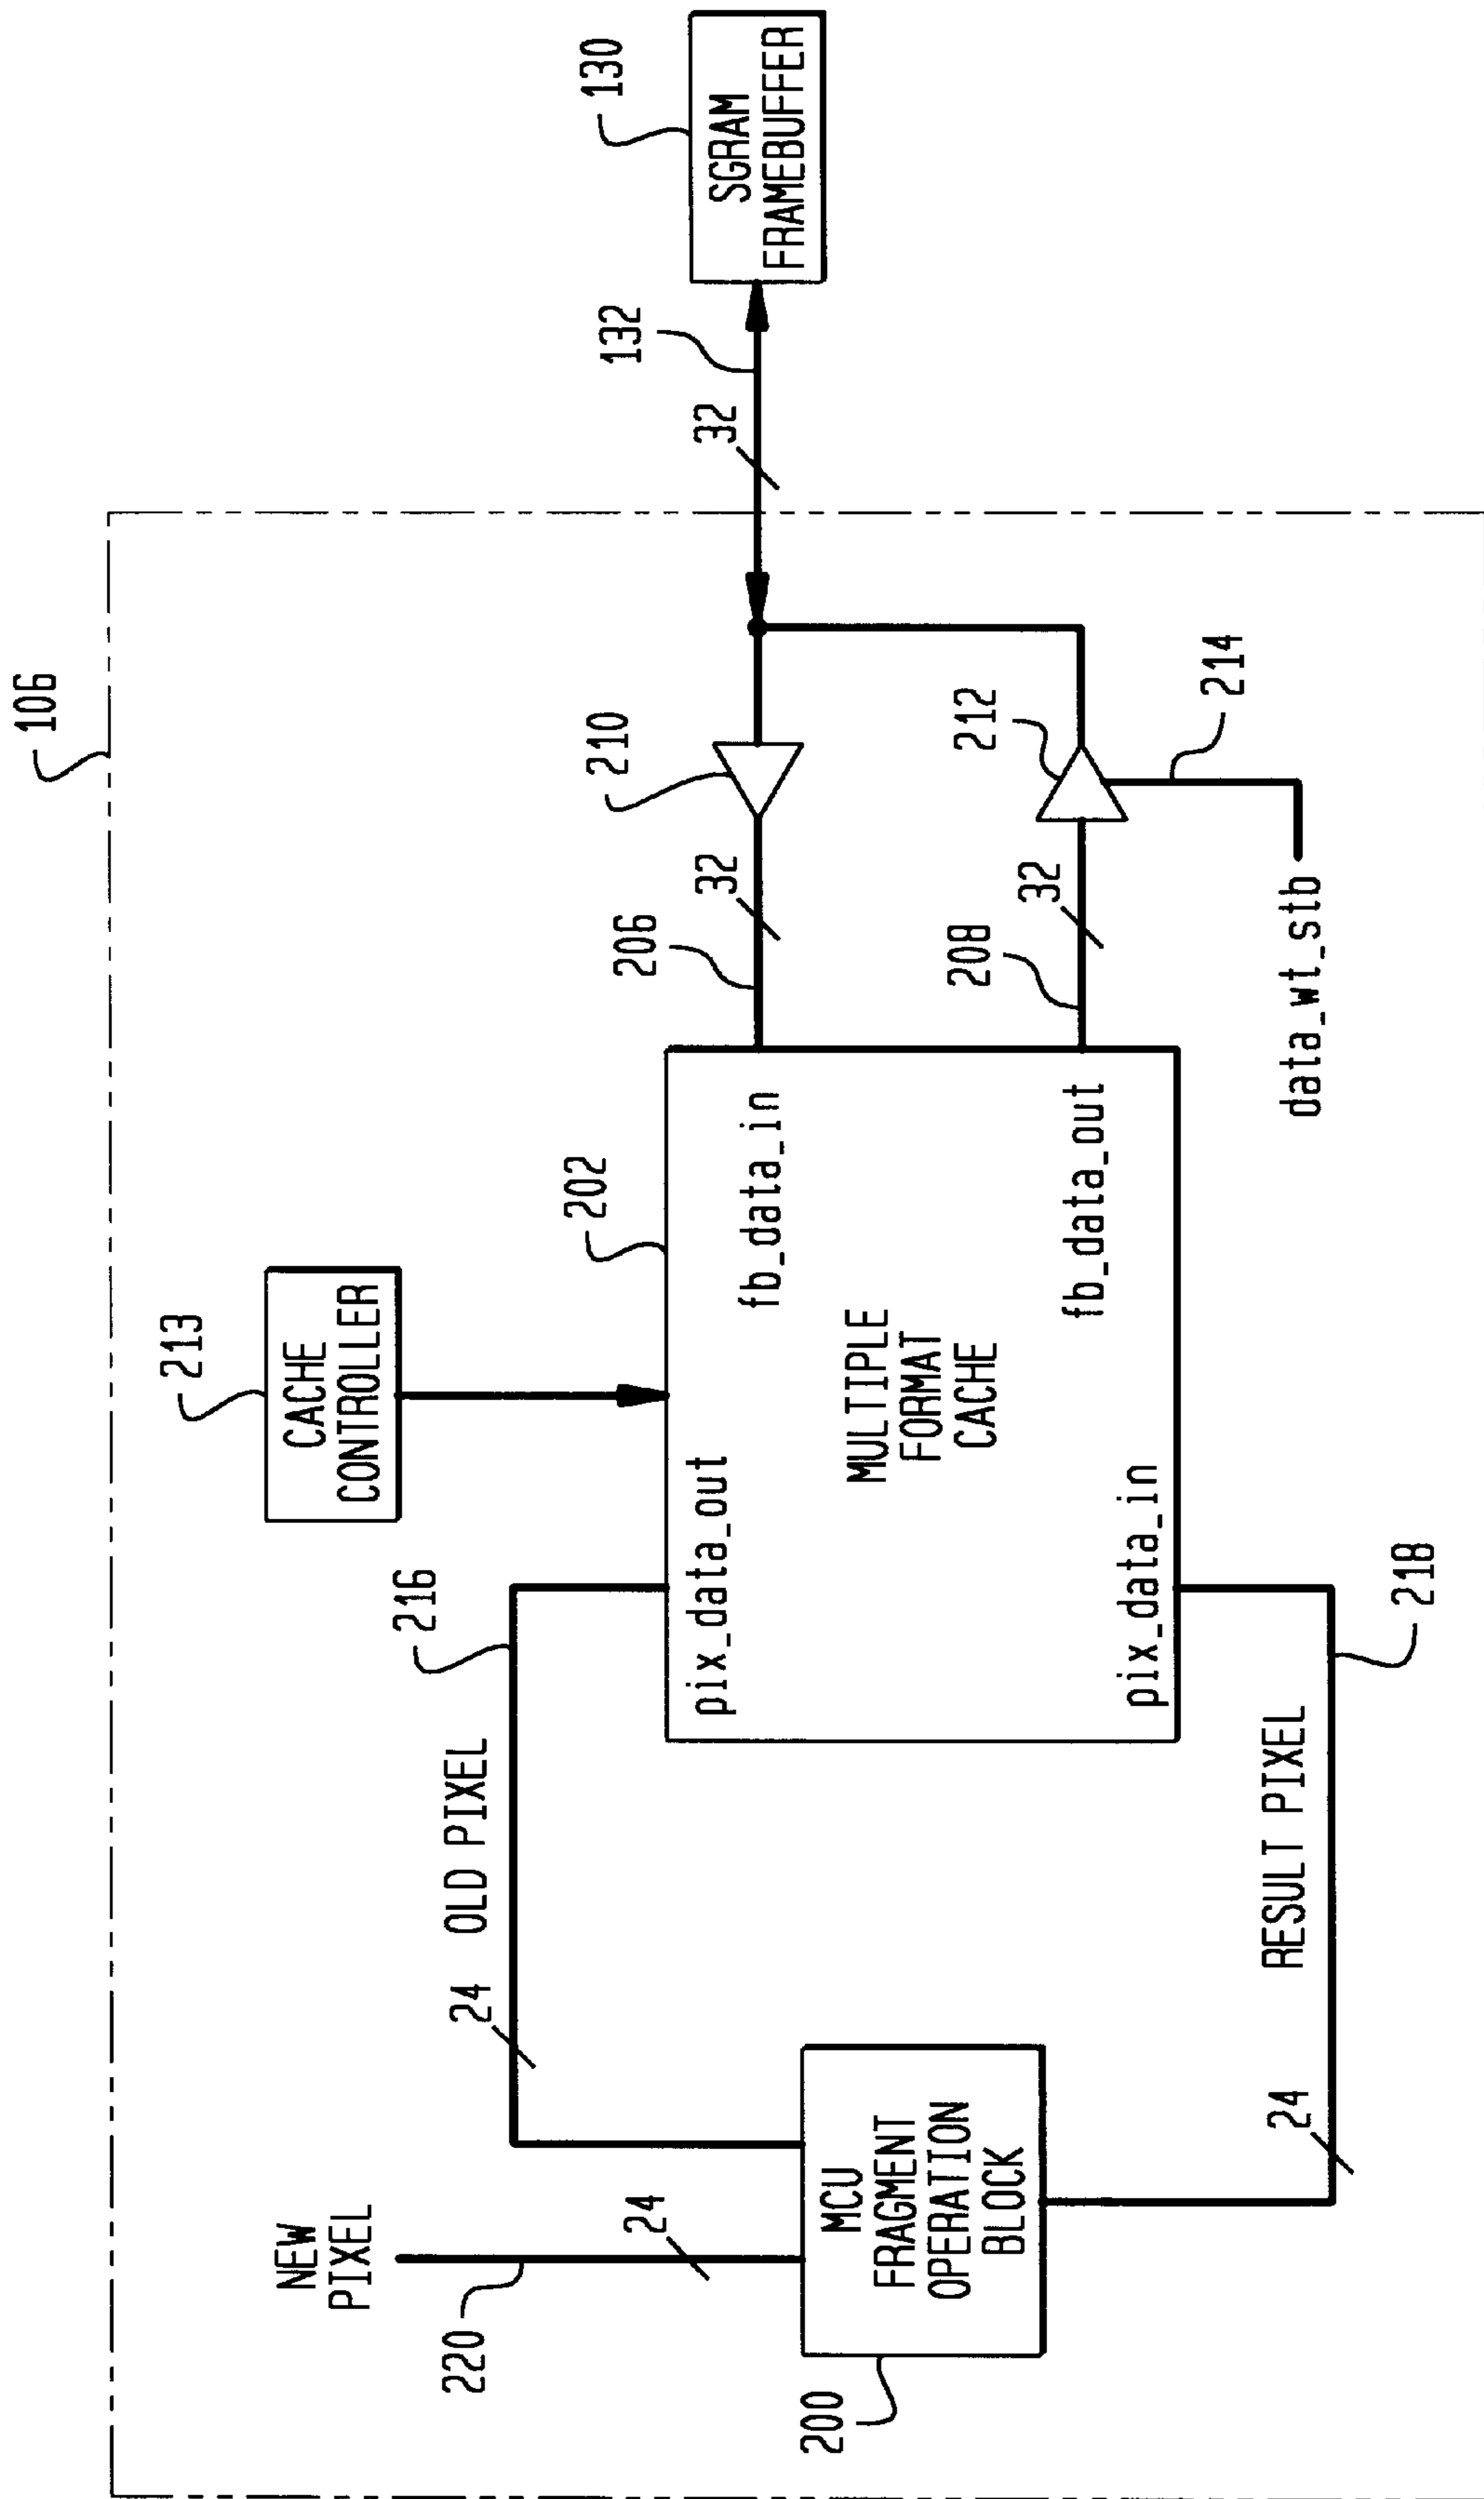 106
213
CACHE
CONTROLLER
NEW
PIXEL
220
24
24
OLD PIXEL
216
202
206
32
210
32
132
130
SGRAM
FRAMEBUFFER
pix_data_out
fb_data_in
MULTIPLE
FORMAT
CACHE
200
MCU
FRAGMENT
OPERATION
BLOCK
pix_data_in
fb_data_out
208
32
212
214
24
RESULT PIXEL
218
data_wt_stb